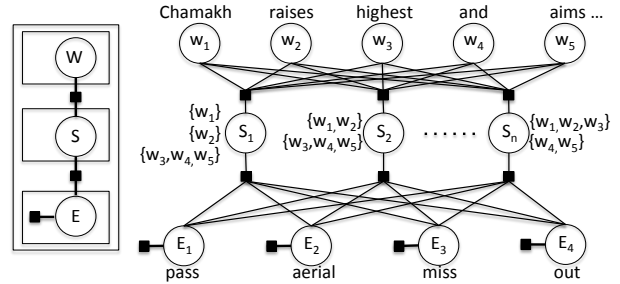 Chamakh raises highest and aims ...
W
w1 w2 w3 w4 w5
S
{w1}
{w2}
{w3,w4,w5}
S1
{w1,w2}
{w3,w4,w5}
S2
......
Sn
{w1,w2,w3}
{w4,w5}
E
E1 E2 E3 E4
pass aerial miss out